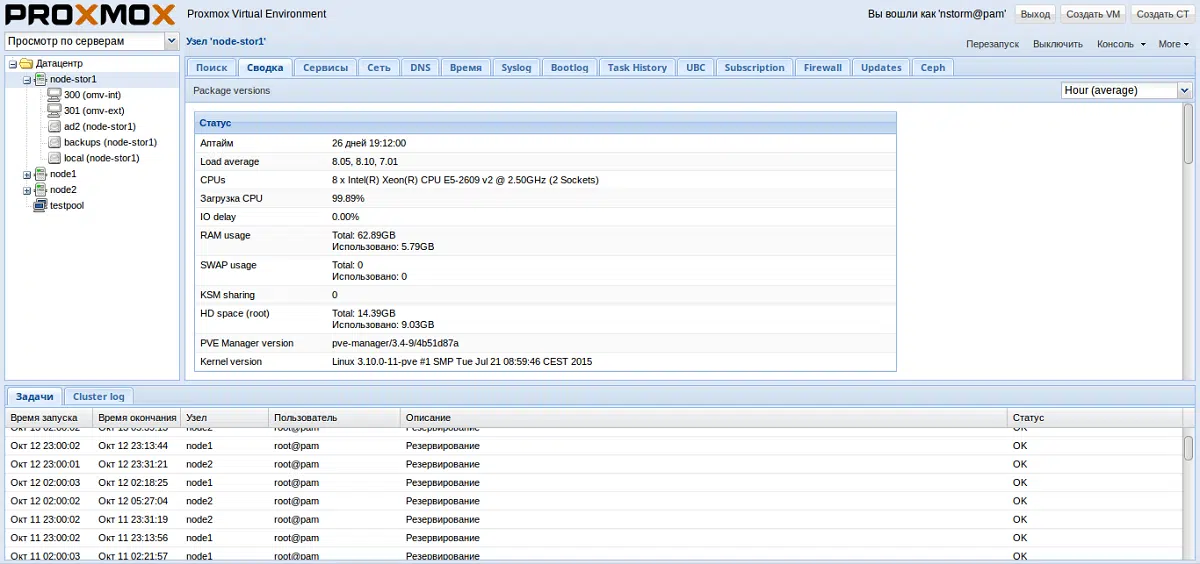 PROXMOX Proxmox Virtual Environment Вы вошли как 'nstorm@pam' Выход Создать VM Создать CT
Просмотр по серверам Узел 'node-stor1' Перезапуск Выключить Консоль More
Датацентр
node-stor1
300 (omv-int)
301 (omv-ext)
ad2 (node-stor1)
backups (node-stor1)
local (node-stor1)
node1
node2
testpool
Поиск Сводка Сервисы Сеть DNS Время Syslog Bootlog Task History UBC Subscription Firewall Updates Ceph
Package versions Hour (average)
Статус
Аптайм 26 дней 19:12:00
Load average 8.05, 8.10, 7.01
CPUs 8 x Intel(R) Xeon(R) CPU E5-2609 v2 @ 2.50GHz (2 Sockets)
Загрузка CPU 99.89%
IO delay 0.00%
RAM usage Total: 62.89GB
Использовано: 5.79GB
SWAP usage Total: 0
Использовано: 0
KSM sharing 0
HD space (root) Total: 14.39GB
Использовано: 9.03GB
PVE Manager version pve-manager/3.4-9/4b51d87a
Kernel version Linux 3.10.0-11-pve #1 SMP Tue Jul 21 08:59:46 CEST 2015
Задачи Cluster log
Время запуска Время окончания Узел Пользователь Описание Статус
node2 root@pam Резервирование OK
Окт 12 23:00:02 Окт 12 23:13:44 node1 root@pam Резервирование OK
Окт 12 23:00:01 Окт 12 23:31:21 node2 root@pam Резервирование OK
Окт 12 02:00:03 Окт 12 02:18:25 node1 root@pam Резервирование OK
Окт 12 02:00:02 Окт 12 05:27:04 node2 root@pam Резервирование OK
Окт 11 23:00:02 Окт 11 23:31:19 node2 root@pam Резервирование OK
Окт 11 23:00:02 Окт 11 23:13:56 node1 root@pam Резервирование OK
Окт 11 02:00:03 Окт 11 02:21:57 node1 root@pam Резервирование OK